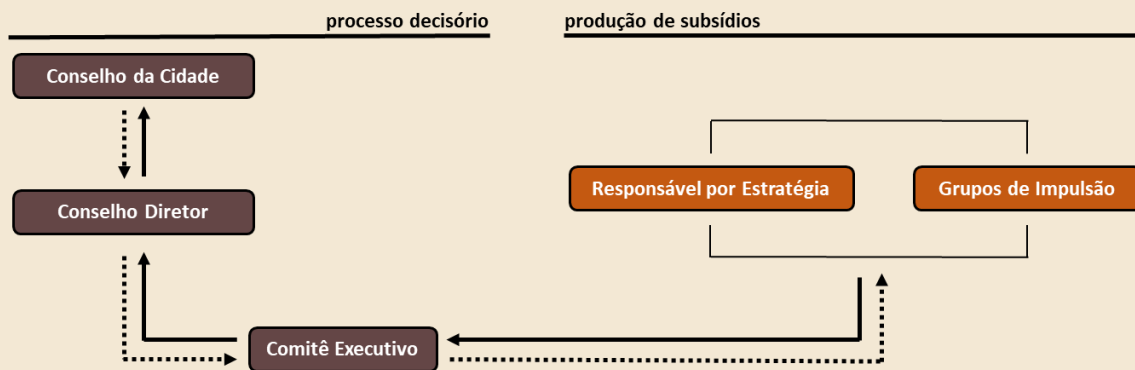 processo decisório
produção de subsídios
Conselho da Cidade
Responsável por Estratégia
Grupos de Impulsão
Conselho Diretor
Comitê Executivo